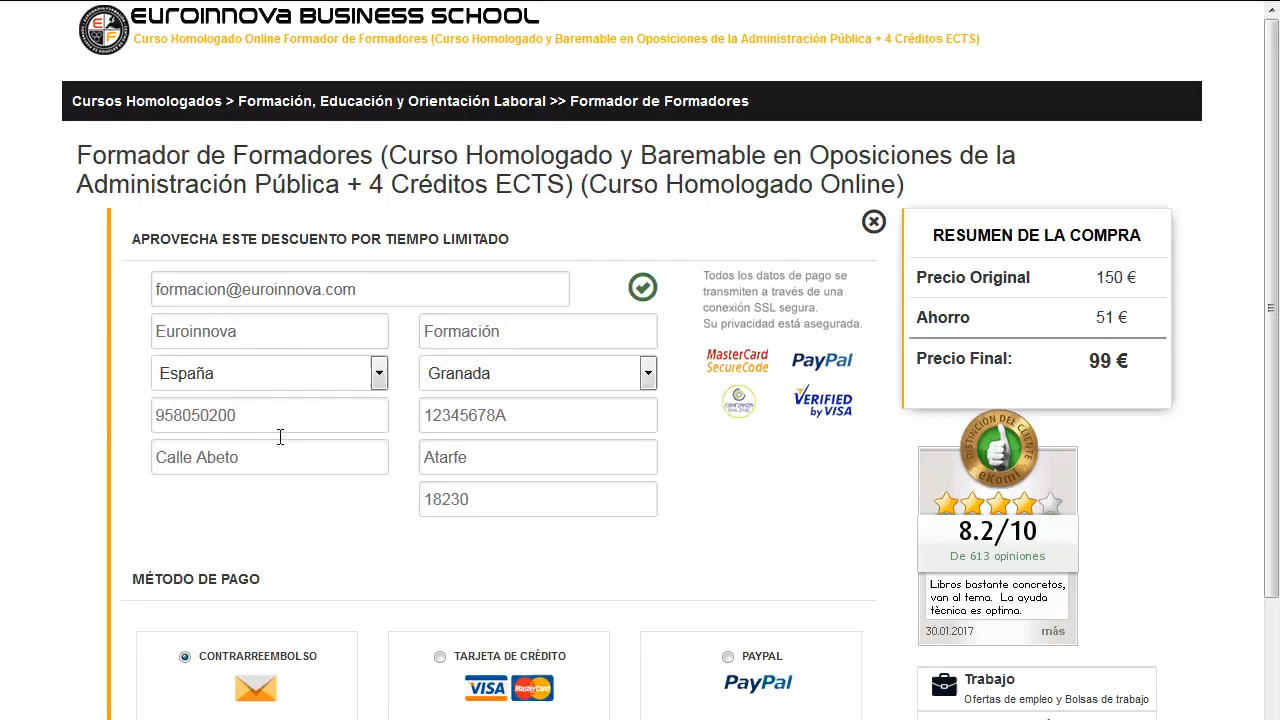 EUROINNOVA BUSINESS SCHOOL
Curso Homologado Online Formador de Formadores (Curso Homologado y Baremable en Oposiciones de la Administración Pública + 4 Créditos ECTS)
Cursos Homologados > Formación, Educación y Orientación Laboral >> Formador de Formadores
Formador de Formadores (Curso Homologado y Baremable en Oposiciones de la
Administración Pública + 4 Créditos ECTS) (Curso Homologado Online)
APROVECHA ESTE DESCUENTO POR TIEMPO LIMITADO
formacion@euroinnova.com
Euroinnova Formación
España Granada
958050200 12345678A
Calle Abeto Atarfe
18230
Todos los datos de pago se
transmiten a través de una
conexión SSL segura.
Su privacidad está asegurada.
MasterCard
SecureCode
PayPal
CONFIANZA
ONLINE
VERIFIED
by VISA
RESUMEN DE LA COMPRA
Precio Original 150 €
Ahorro 51 €
Precio Final: 99 €
DISTINCIÓN DEL CLIENTE
eKomi
8.2/10
De 613 opiniones
Libros bastante concretos,
van al tema. La ayuda
tècnica es optima.
30.01.2017 más
Trabajo
Ofertas de empleo y Bolsas de trabajo
MÉTODO DE PAGO
CONTRARREEMBOLSO
TARJETA DE CRÉDITO
VISA MasterCard
PAYPAL
PayPal